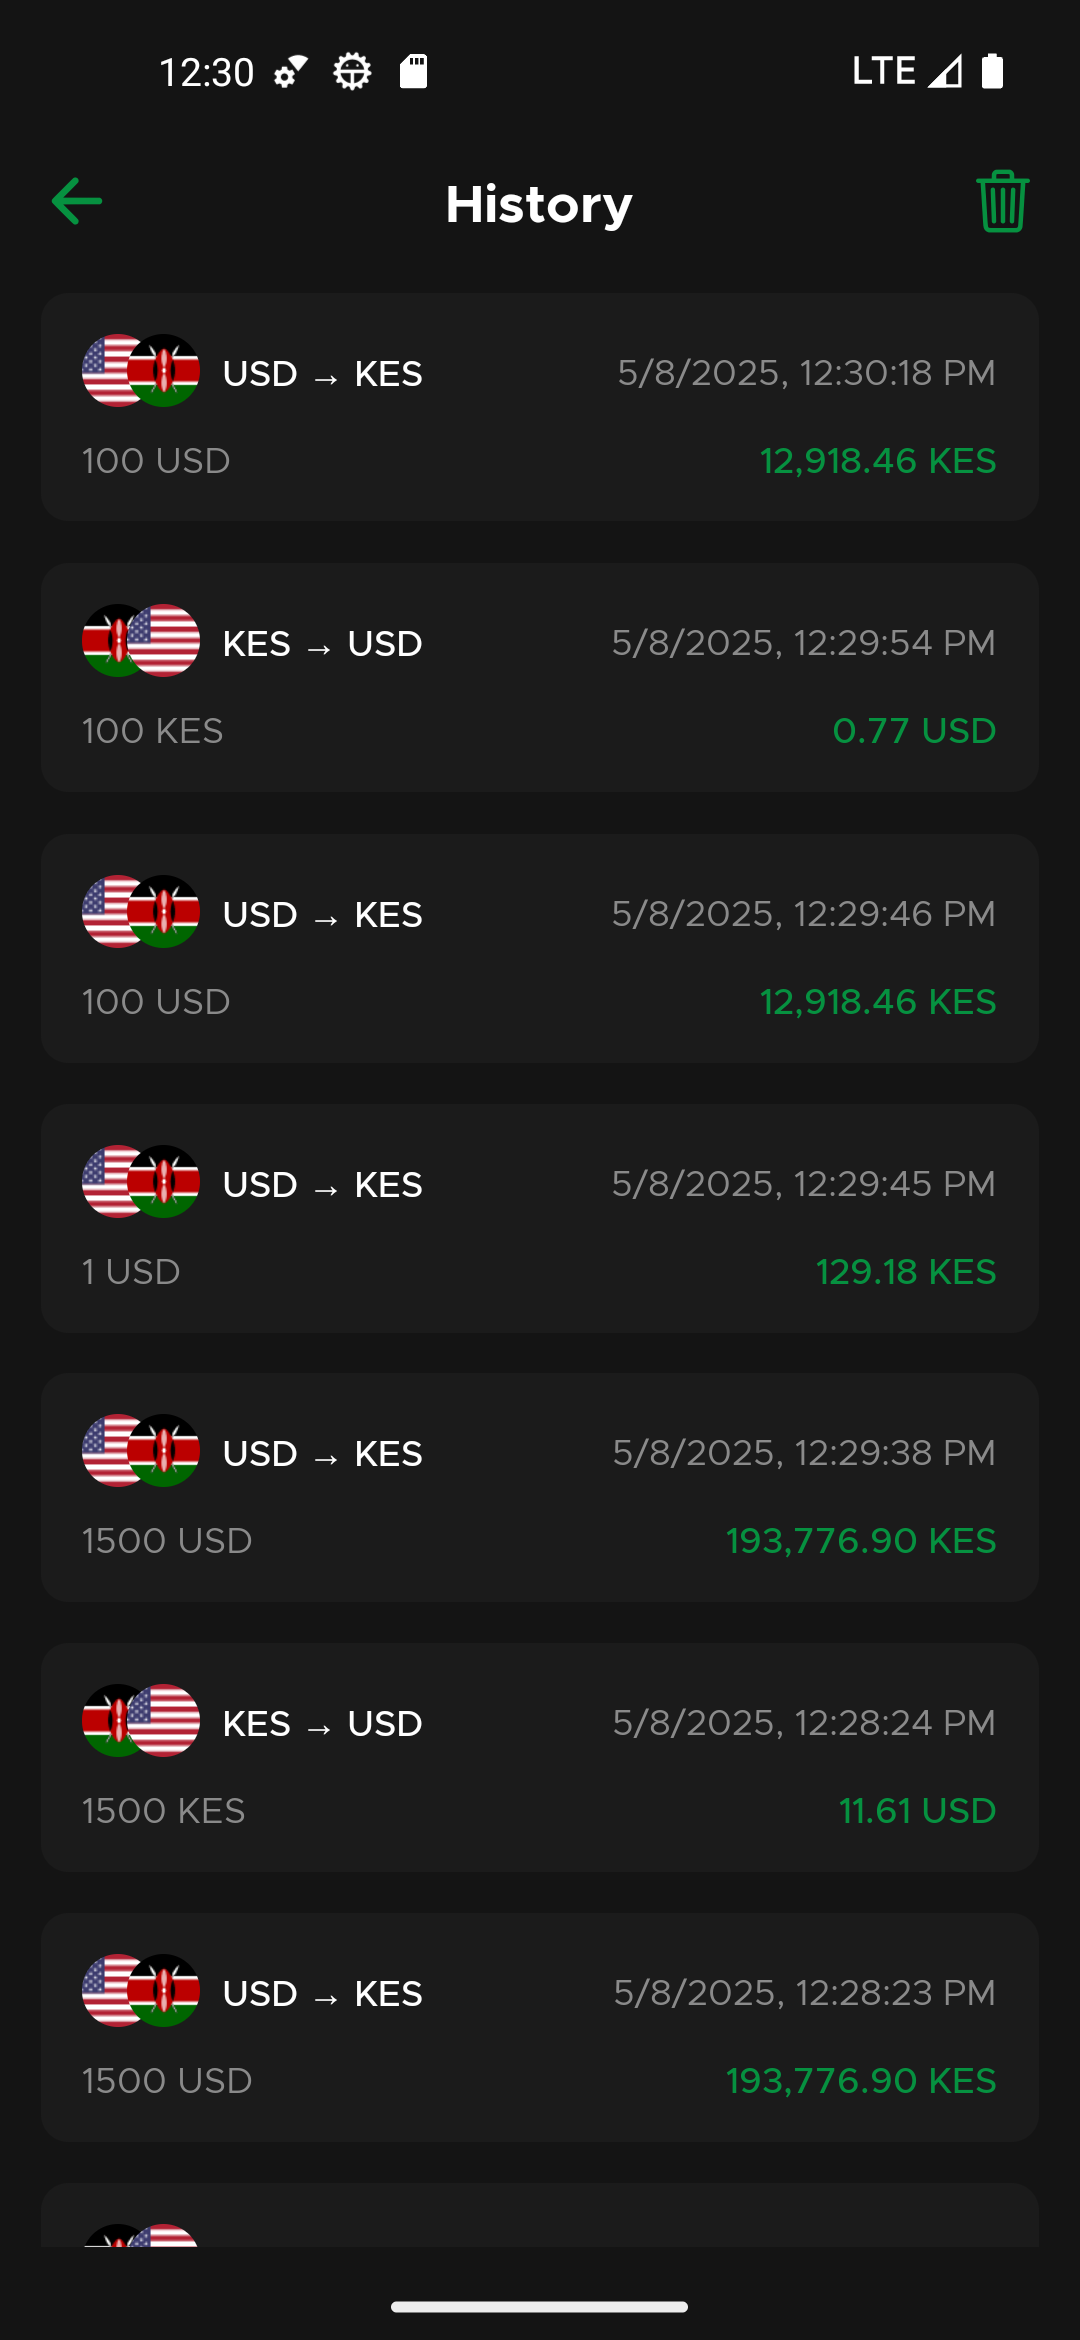 12:30 LTE
History
USD → KES 5/8/2025, 12:30:18 PM
100 USD 12,918.46 KES
KES → USD 5/8/2025, 12:29:54 PM
100 KES 0.77 USD
USD → KES 5/8/2025, 12:29:46 PM
100 USD 12,918.46 KES
USD → KES 5/8/2025, 12:29:45 PM
1 USD 129.18 KES
USD → KES 5/8/2025, 12:29:38 PM
1500 USD 193,776.90 KES
KES → USD 5/8/2025, 12:28:24 PM
1500 KES 11.61 USD
USD → KES 5/8/2025, 12:28:23 PM
1500 USD 193,776.90 KES